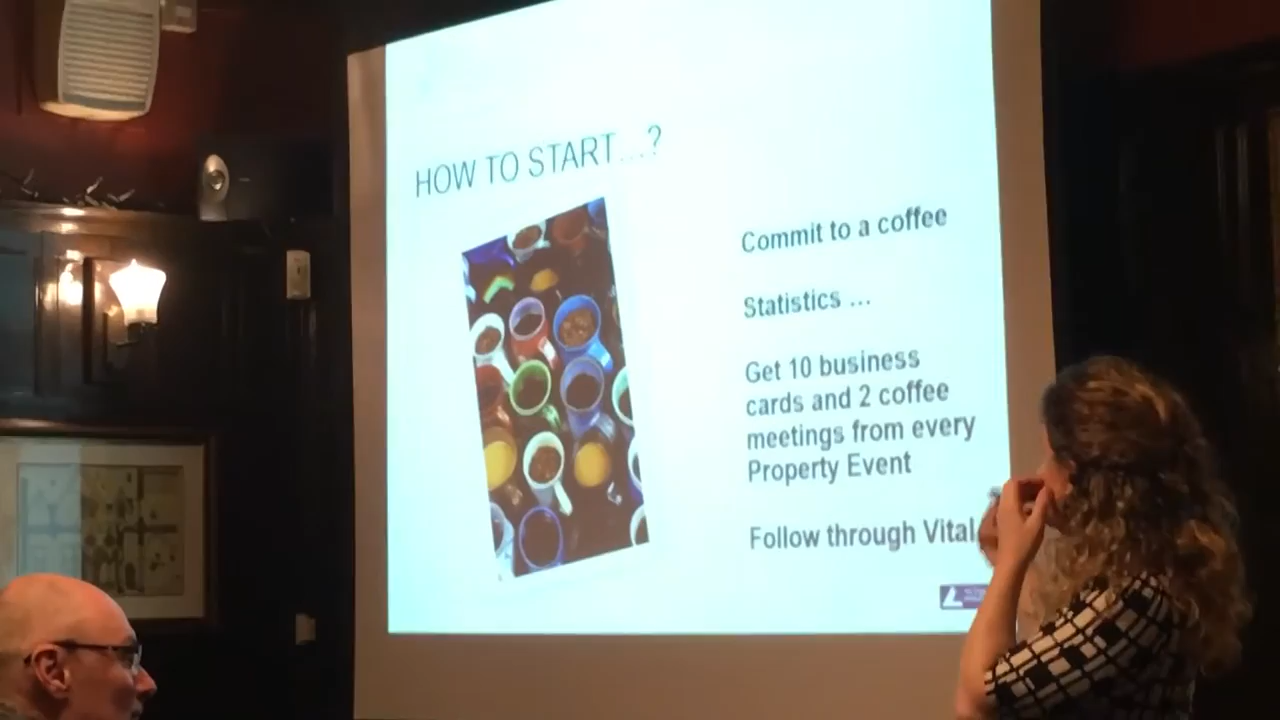 HOW TO START...?
Commit to a coffee
Statistics ...
Get 10 business
cards and 2 coffee
meetings from every
Property Event
Follow through Vital